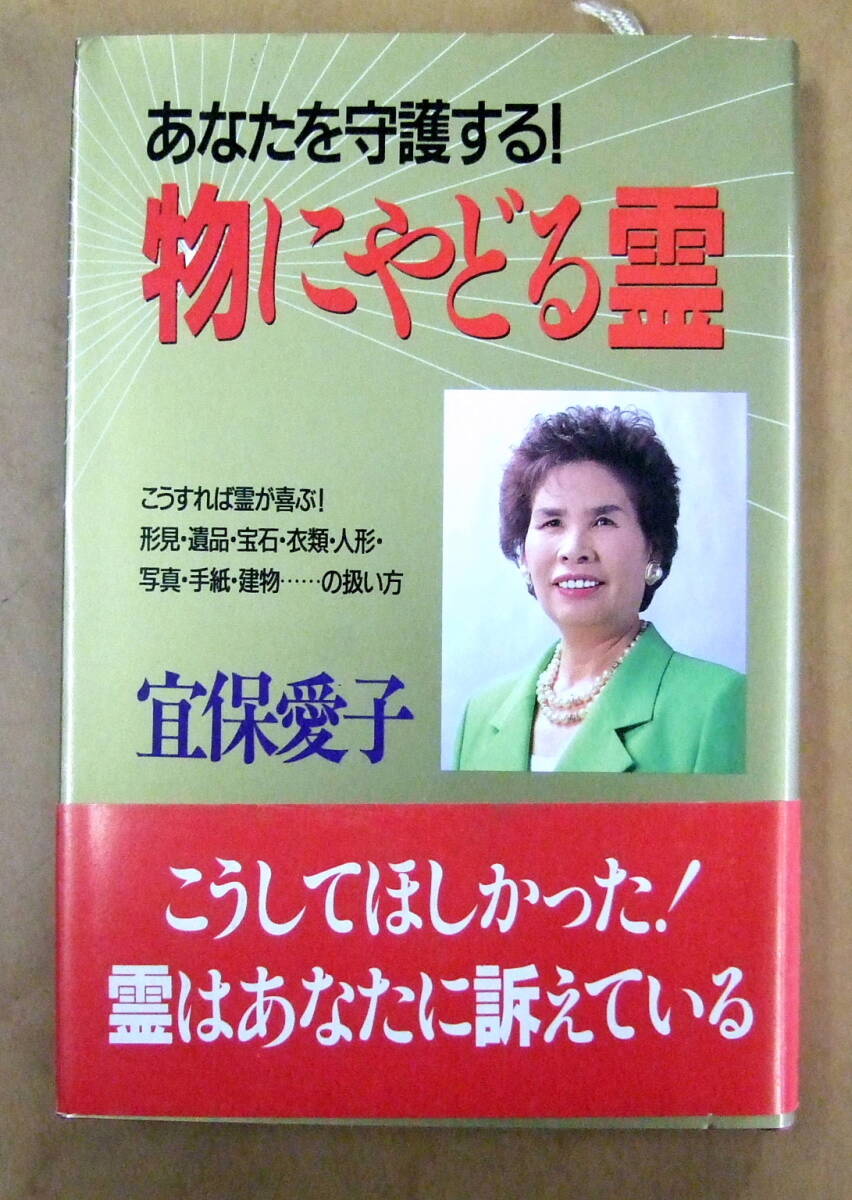 あなたを守護する!
物にやどる霊
こうすれば霊が喜ぶ!
形見・遺品・宝石・衣類・人形・
写真・手紙・建物……の扱い方
宜保愛子
こうしてほしかった!
霊はあなたに訴えている